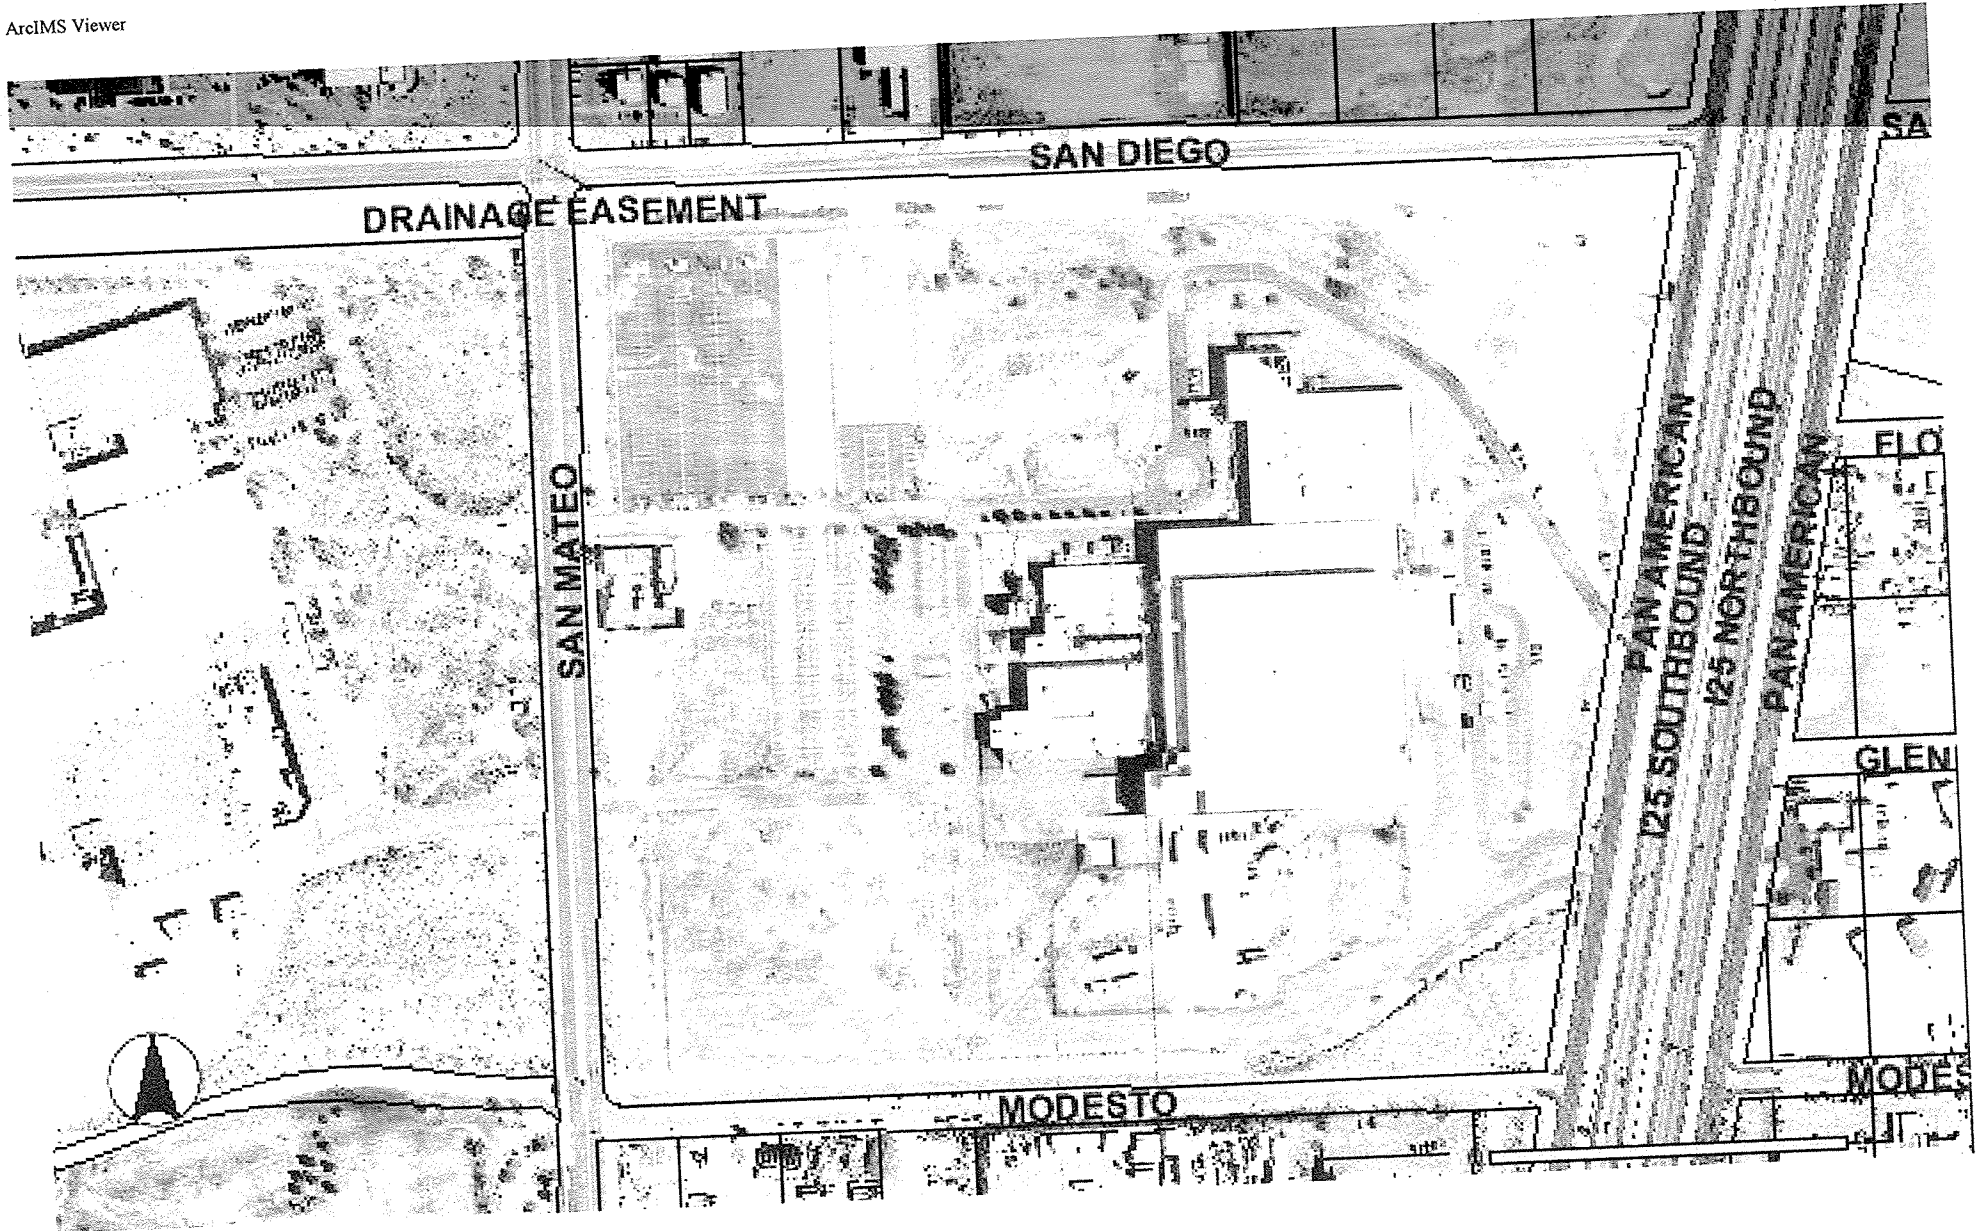 ArcIMS Viewer
SA
SAN DIEGO
DRAINAGE EASEMENT
FLO
SAN MATEO
PAN AMERICAN
I25 SOUTHBOUND
I25 NORTHBOUND
PAN AMERICAN
GLEN
MODESTO
MODES